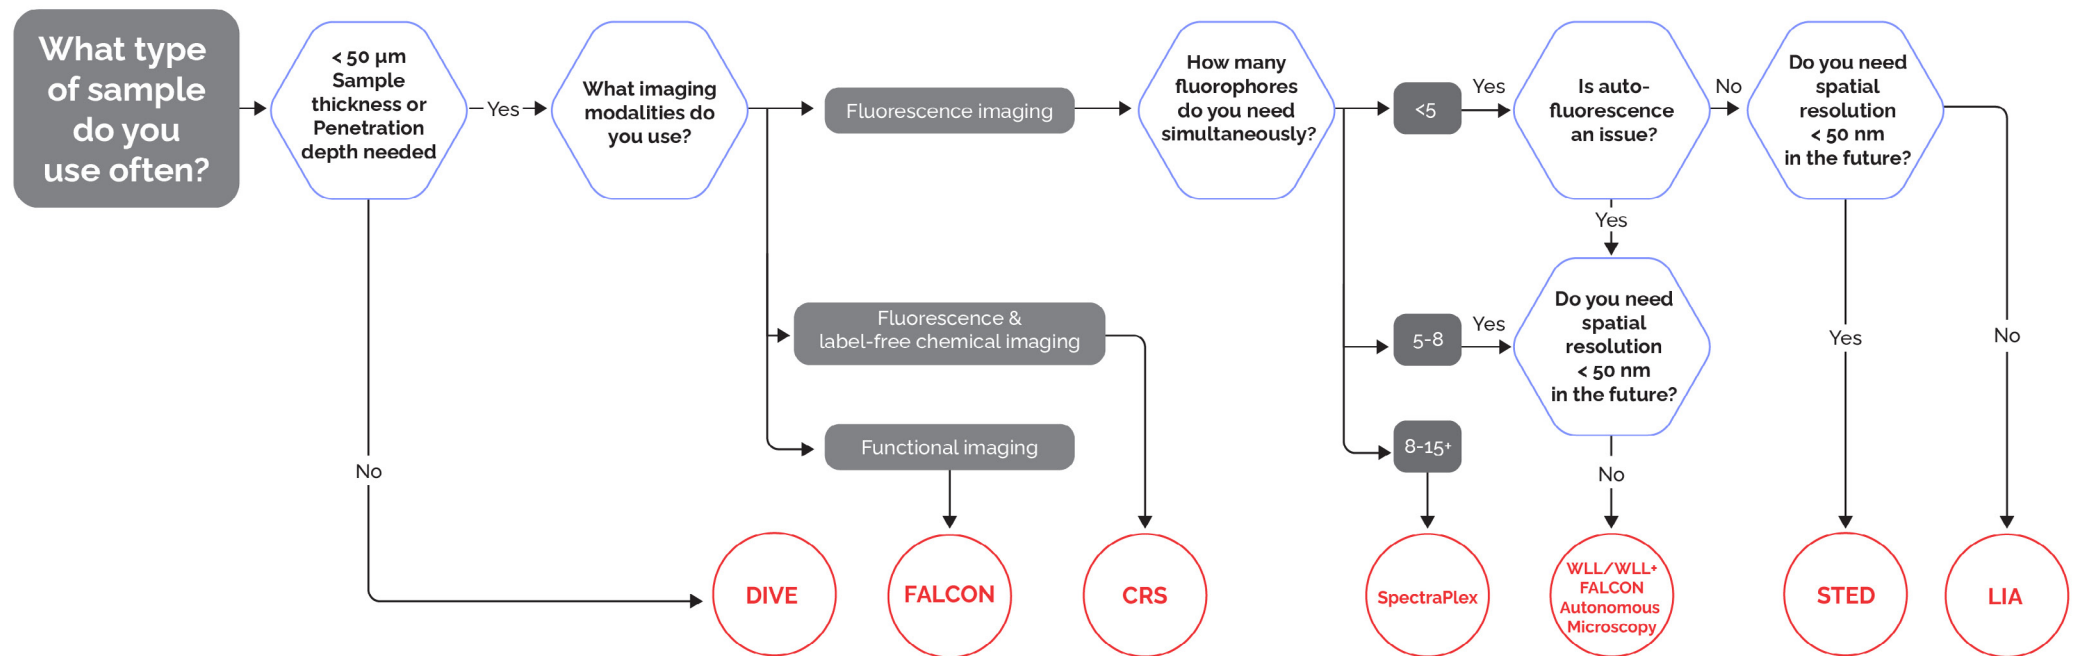 What type
of sample
do you
use often?
< 50 µm
Sample
thickness or
Penetration
depth needed
Yes
No
What imaging
modalities do
you use?
Fluorescence imaging
Fluorescence &
label-free chemical imaging
Functional imaging
How many
fluorophores
do you need
simultaneously?
<5
Yes
5-8
Yes
8-15+
Is auto-
fluorescence
an issue?
No
Yes
Do you need
spatial
resolution
< 50 nm
in the future?
No
Do you need
spatial
resolution
< 50 nm
in the future?
Yes
No
DIVE
FALCON
CRS
SpectraPlex
WLL/WLL+
FALCON
Autonomous
Microscopy
STED
LIA